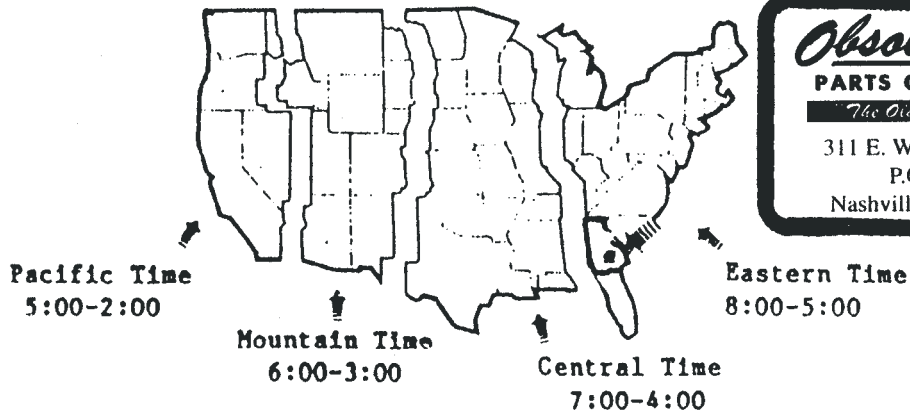 PARTS
The
311 E.
Nashvill
Pacific Time
5:00-2:00
Mountain Time
6:00-3:00
Central Time
7:00-4:00
Eastern Time
8:00-5:00